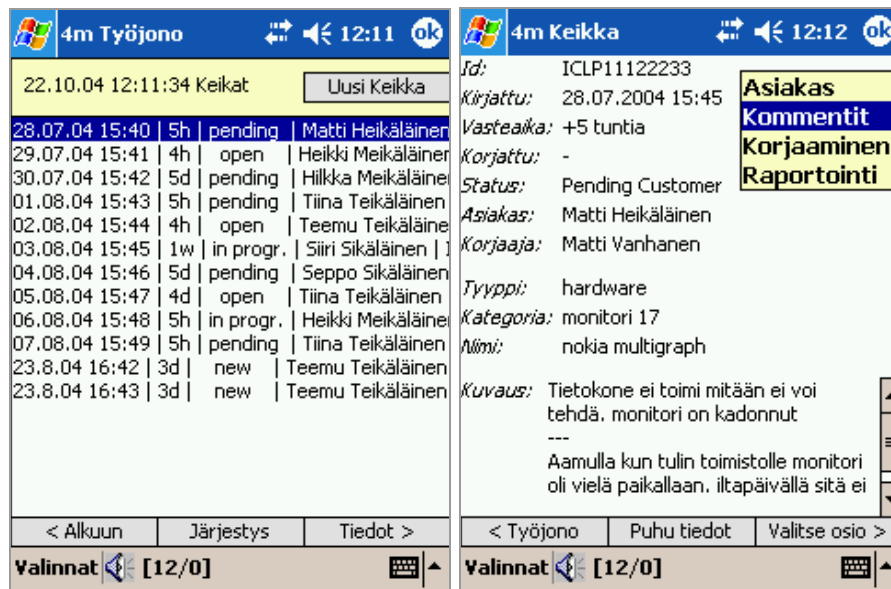 4m Työjono 12:11 ok
22.10.04 12:11:34 Keikat Uusi Keikka
28.07.04 15:40 | 5h | pending | Matti Heikäläinen
29.07.04 15:41 | 4h | open | Heikki Meikäläinen
30.07.04 15:42 | 5d | pending | Hilkka Meikäläine
01.08.04 15:43 | 5h | pending | Tiina Teikäläinen
02.08.04 15:44 | 4h | open | Teemu Teikäläine
03.08.04 15:45 | 1w | in progr. | Siiri Sikäläinen |
04.08.04 15:46 | 5d | pending | Seppo Sikäläinen
05.08.04 15:47 | 4d | open | Tiina Teikäläinen
06.08.04 15:48 | 5h | in progr. | Heikki Meikäläine
07.08.04 15:49 | 5h | pending | Tiina Teikäläinen
23.8.04 16:42 | 3d | new | Teemu Teikäläinen
23.8.04 16:43 | 3d | new | Teemu Teikäläinen
< Alkuun Järjestys Tiedot >
Valinnat [12/0]
4m Keikka 12:12 ok
Id: ICLP11122233
Kirjattu: 28.07.2004 15:45
Vasteaika: +5 tuntia
Korjattu: -
Status: Pending Customer
Asiakas: Matti Heikäläinen
Korjaaja: Matti Vanhanen
Asiakas
Kommentit
Korjaaminen
Raportointi
Tyyppi: hardware
Kategoria: monitori 17
Nimi: nokia multigraph
Kuvaus: Tietokone ei toimi mitään ei voi
tehdä. monitori on kadonnut
---
Aamulla kun tulin toimistolle monitori
oli vielä paikallaan. iltapäivällä sitä ei
< Työjono Puhu tiedot Valitse osio >
Valinnat [12/0]